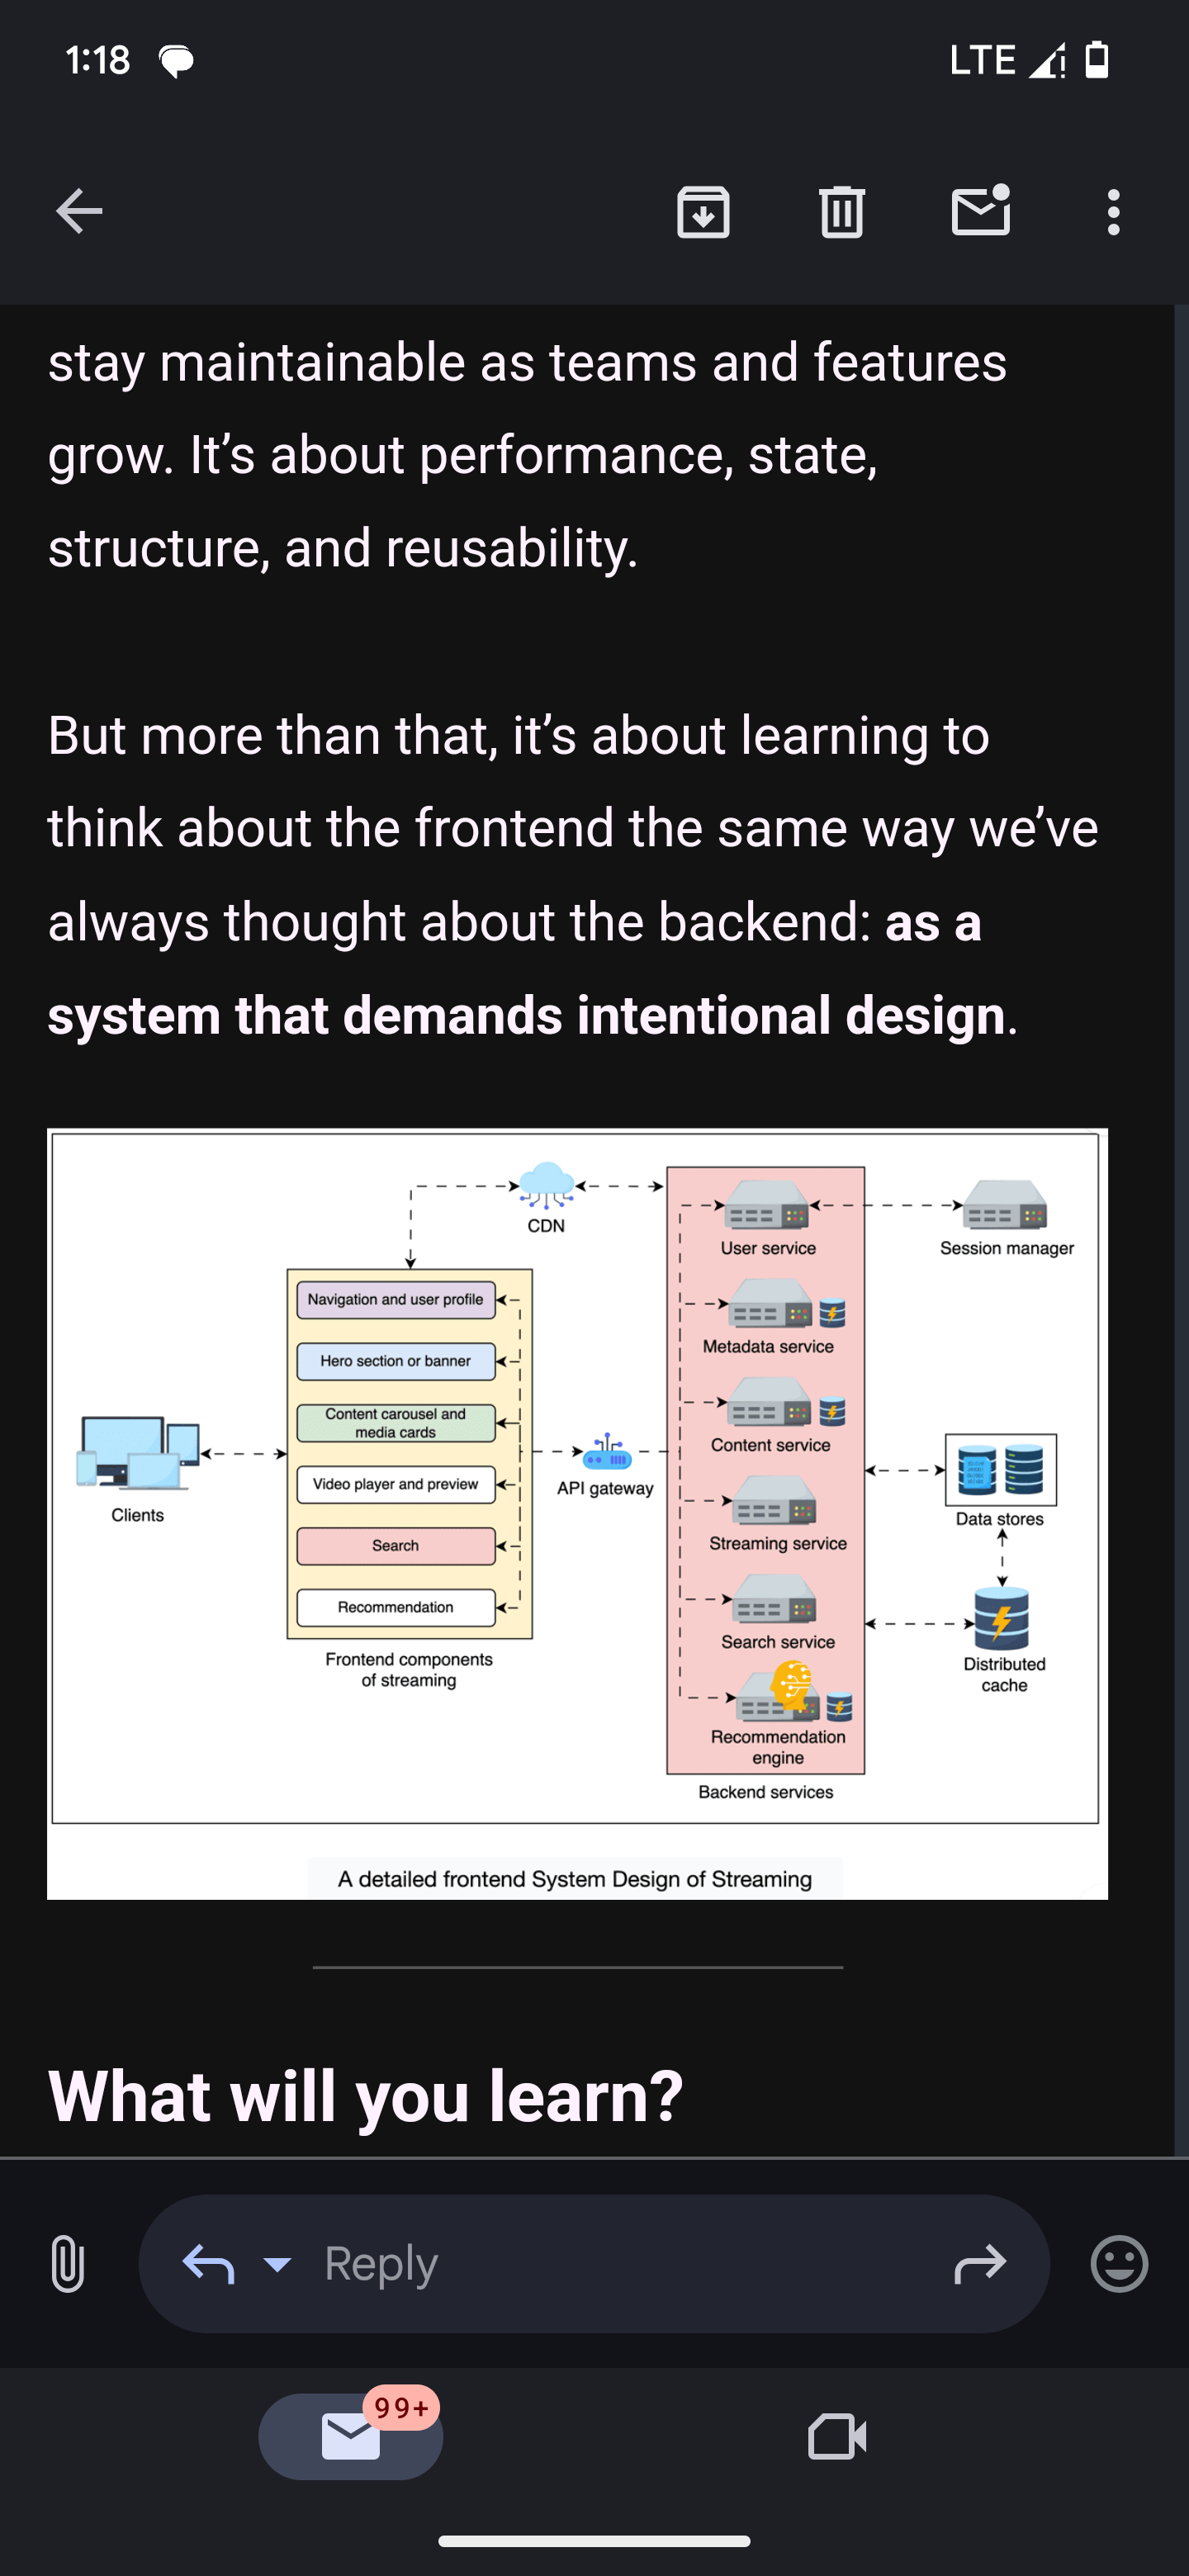 1:18
LTE
stay maintainable as teams and features
grow. It’s about performance, state,
structure, and reusability.
But more than that, it’s about learning to
think about the frontend the same way we’ve
always thought about the backend: as a
system that demands intentional design.
CDN
User service
Session manager
Navigation and user profile
Metadata service
Hero section or banner
Content carousel and
media cards
Content service
Clients
Video player and preview
API gateway
Data stores
Search
Streaming service
Recommendation
Search service
Frontend components
of streaming
Distributed
cache
Recommendation
engine
Backend services
A detailed frontend System Design of Streaming
What will you learn?
Reply
99+